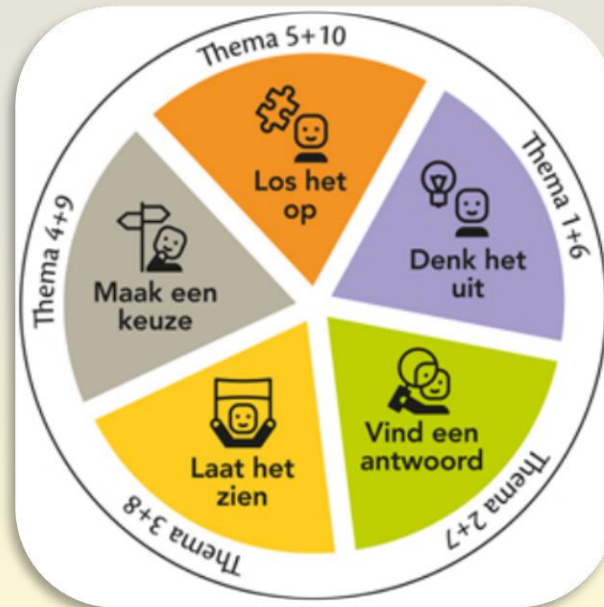 Thema 5+10
Los het
op
Thema 1+6
Denk het
uit
Thema 2+7
Vind een
antwoord
Thema 3+8
Laat het
zien
Thema 4+9
Maak een
keuze